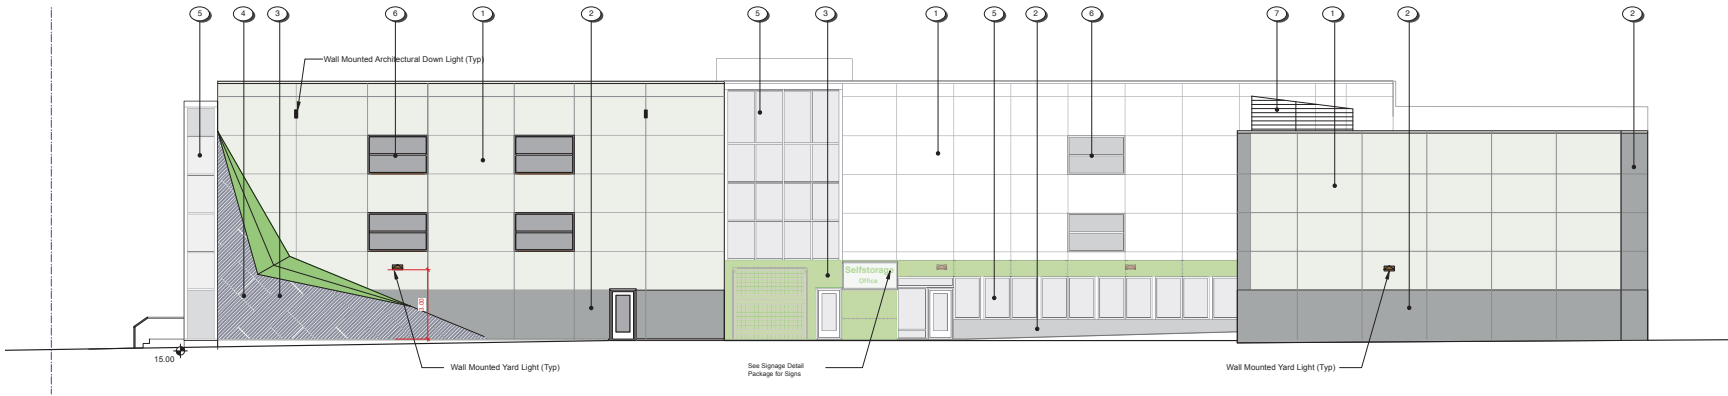 5 4 3 6 1 2 5 3 1 5 2 6 7 1 2 2
Wall Mounted Architectural Down Light (Typ)
Selfstorage
Office
15.00
Wall Mounted Yard Light (Typ)
See Signage Detail
Package for Signs
Wall Mounted Yard Light (Typ)